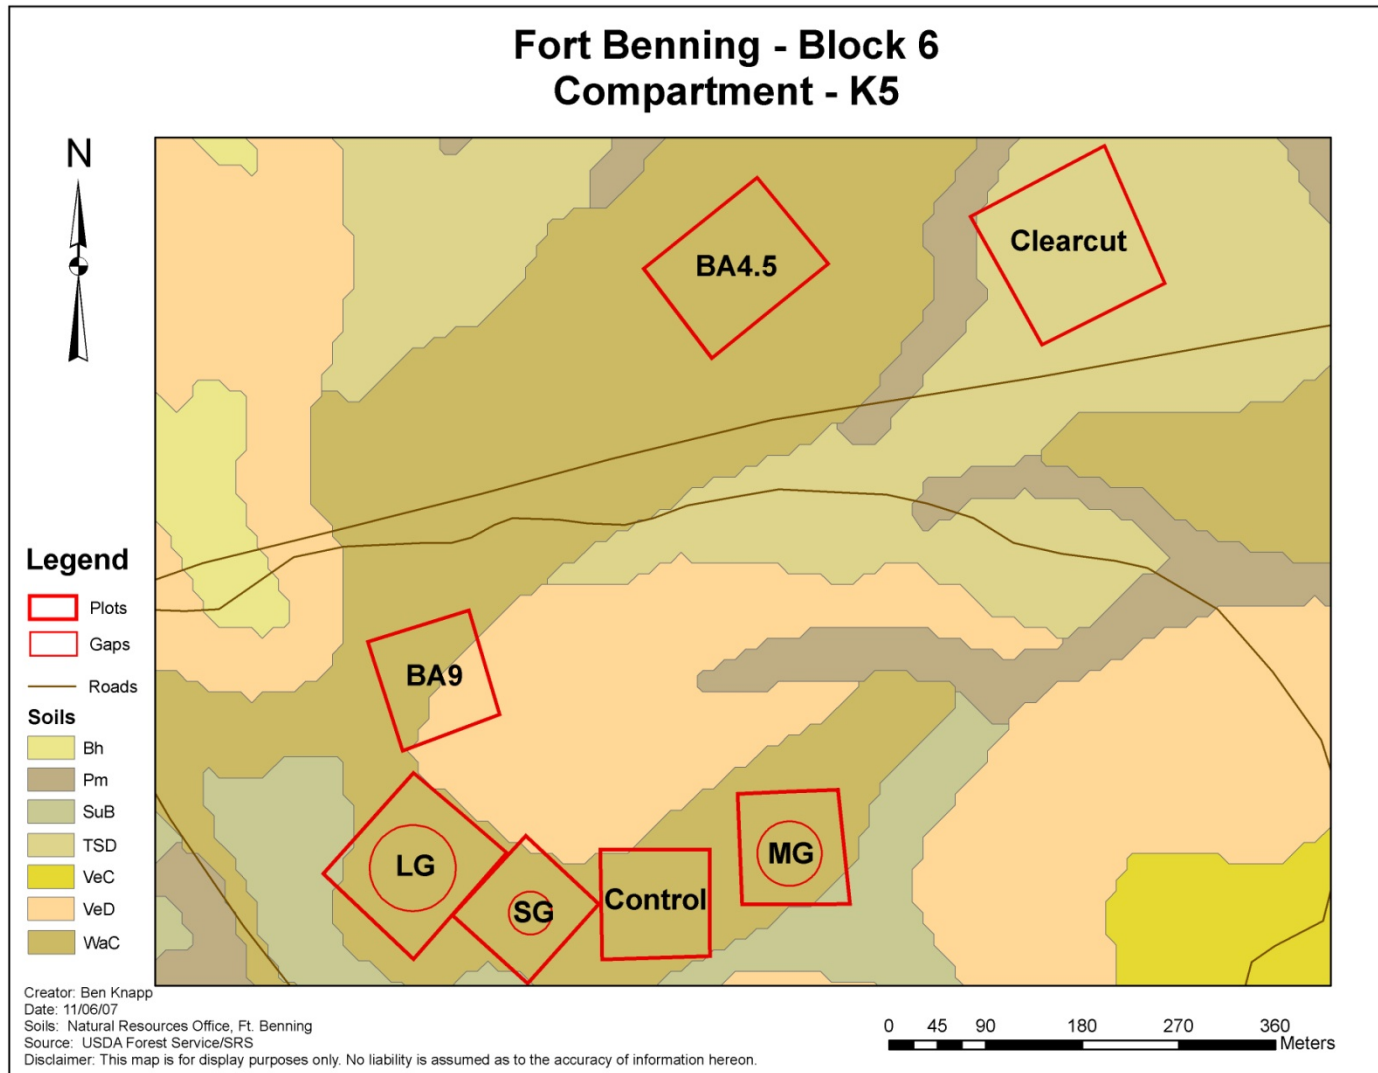 Fort Benning - Block 6
Compartment - K5
N
BA4.5
Clearcut
BA9
LG
SG
Control
MG
Legend
Plots
Gaps
Roads
Soils
Bh
Pm
SuB
TSD
VeC
VeD
WaC
Creator: Ben Knapp
Date: 11/06/07
Soils: Natural Resources Office, Ft. Benning
Source: USDA Forest Service/SRS
Disclaimer: This map is for display purposes only. No liability is assumed as to the accuracy of information hereon.
0 45 90 180 270 360
Meters